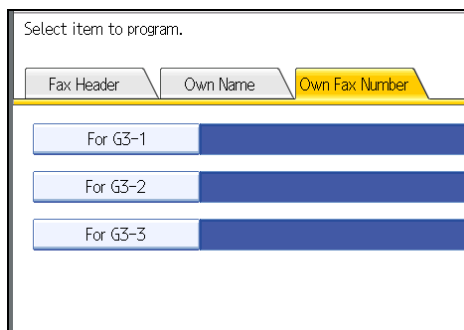 Select item to program.
Fax Header Own Name Own Fax Number
For G3-1
For G3-2
For G3-3